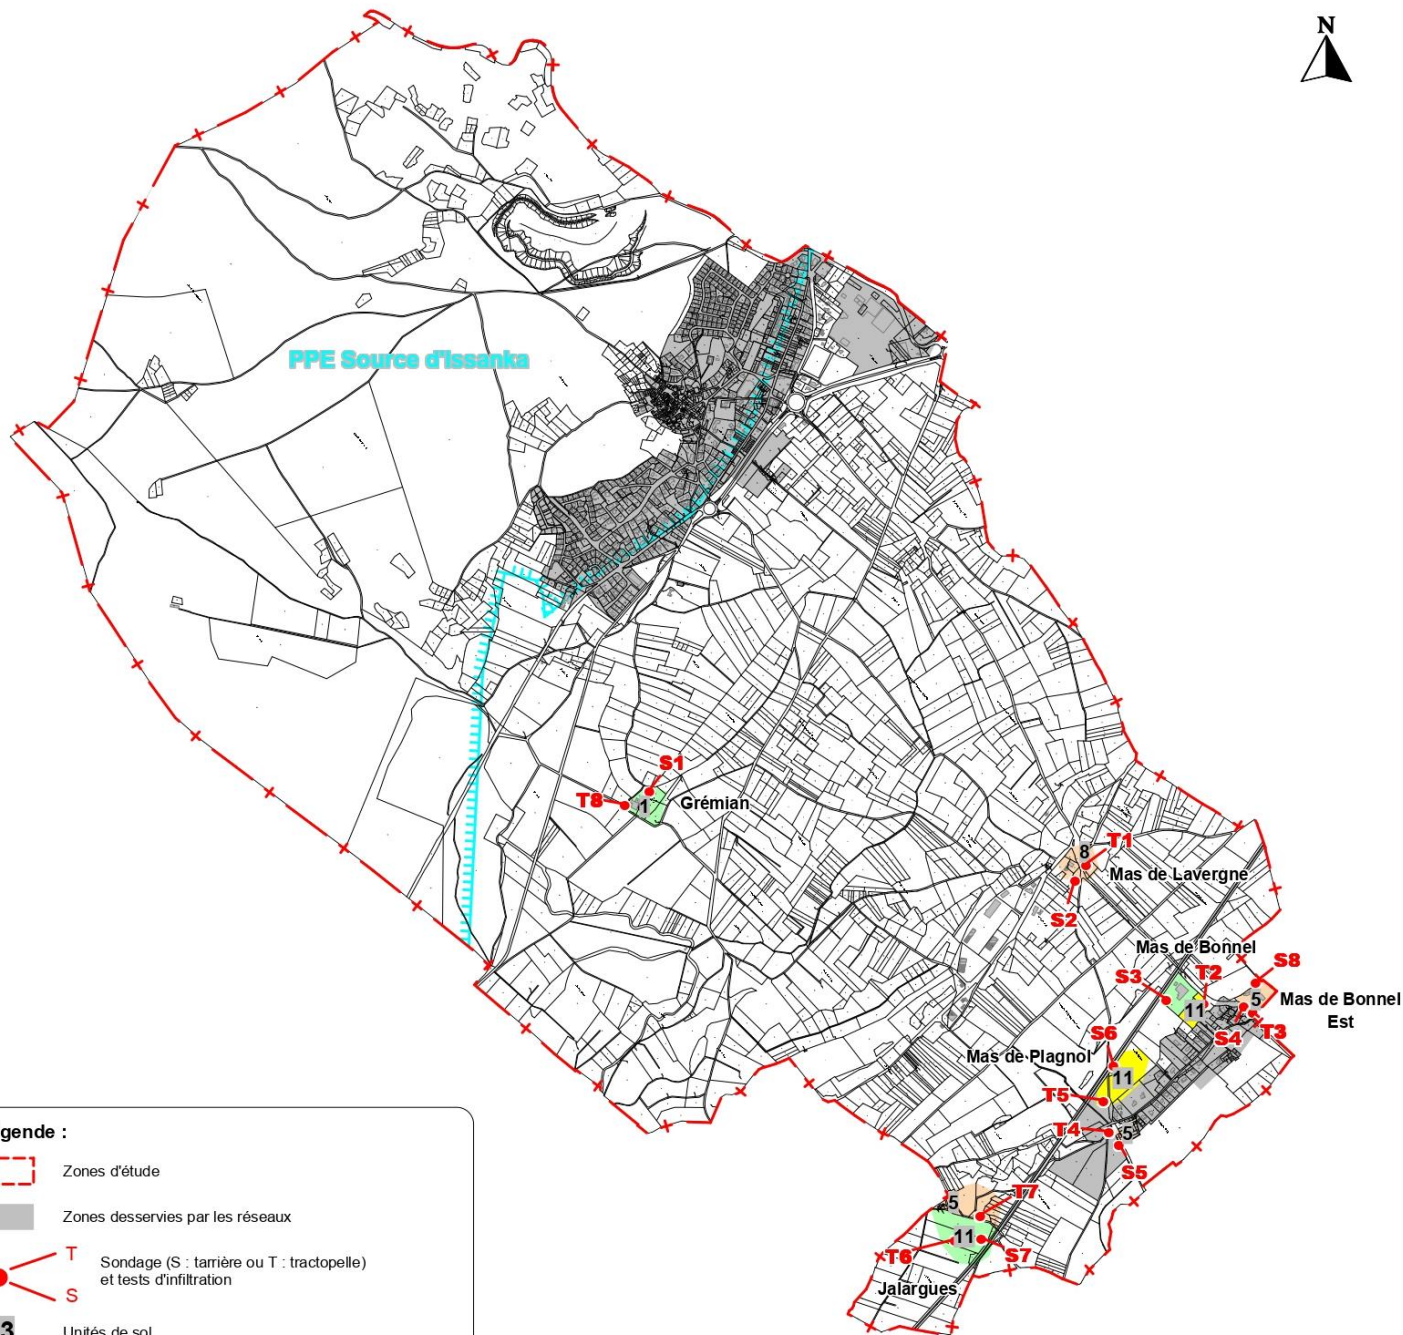 N
PPE Source d'Issanka
S1
T8
1
Grémian
8
T1
Mas de Lavergne
S2
Mas de Bonnel
S8
S3
T2
5
Mas de Bonnel
Est
11
S4
T3
S6
Mas de Plagnol
11
T5
T4
5
S5
5
T7
11
T6
S7
Jalargues
gende :
Zones d'étude
Zones desservies par les réseaux
T
Sondage (S : tarrière ou T : tractopelle)
et tests d'infiltration
S
3
Unités de sol